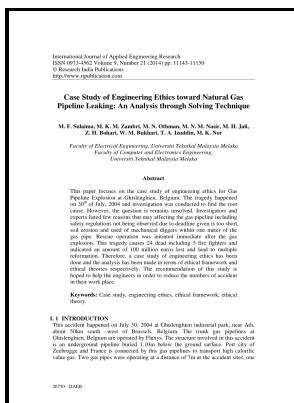 International Journal of Applied Engineering Research
ISSN 0973-4562 Volume 9, Number 21 (2014) pp. 11143-11150
© Research India Publications
http://www.ripublication.com
Case Study of Engineering Ethics toward Natural Gas
Pipeline Leaking: An Analysis through Solving Technique
M. F. Sulaima, M. K. M. Zambri, M. N. Othman, M. N. M. Nasir, M. H. Jali,
Z. H. Bohari, W. M. Bukhari, T. A. Izzuddin, M. K. Nor
Faculty of Electrical Engineering, Universiti Teknikal Malaysia Melaka
Faculty of Computer and Electronics Engineering,
Universiti Teknikal Malaysia Melaka
Abstract
This paper focuses on the case study of engineering ethics for Gas
Pipeline Explosion at Ghislenghien, Belgium. The tragedy happened
on 30th of July, 2004 and investigation was conducted to find the root
cause. However, the question is remains unsolved. Investigators and
experts listed few reasons that may affecting the gas pipeline including
safety regulations not being observed due to deadline given is too short,
soil erosion and used of mechanical diggers within one meter of the
gas pipe. Rescue operation was initiated immediate after the gas
explosion. This tragedy causes 24 dead including 5 fire fighters and
indicated an amount of 100 million euros lost and lead to multiple
reformation. Therefore, a case study of engineering ethics has been
done and the analysis has been made in terms of ethical framework and
ethical theories respectively. The recommendation of this study is
hoped to help the engineers in order to reduce the numbers of accident
in their work place.
Keywords: Case study, engineering ethics, ethical framework, ethical
theory.
I. 1 INTRODUCTION
This accident happened on July 30, 2004 at Ghislenghien industrial park, near Ath,
about 50km south –west of Brussels, Belgium. The trunk gas pipelines at
Ghislenghien, Belgium are operated by Fluxys. The structure involved in this accident
is an underground pipeline buried 1.10m below the ground surface. Port city of
Zeebrugge and France is connected by this gas pipelines to transport high calorific
value gas. Two gas pipes were operating at a distance of 7m at the accident sites, one
26750 - IJAER